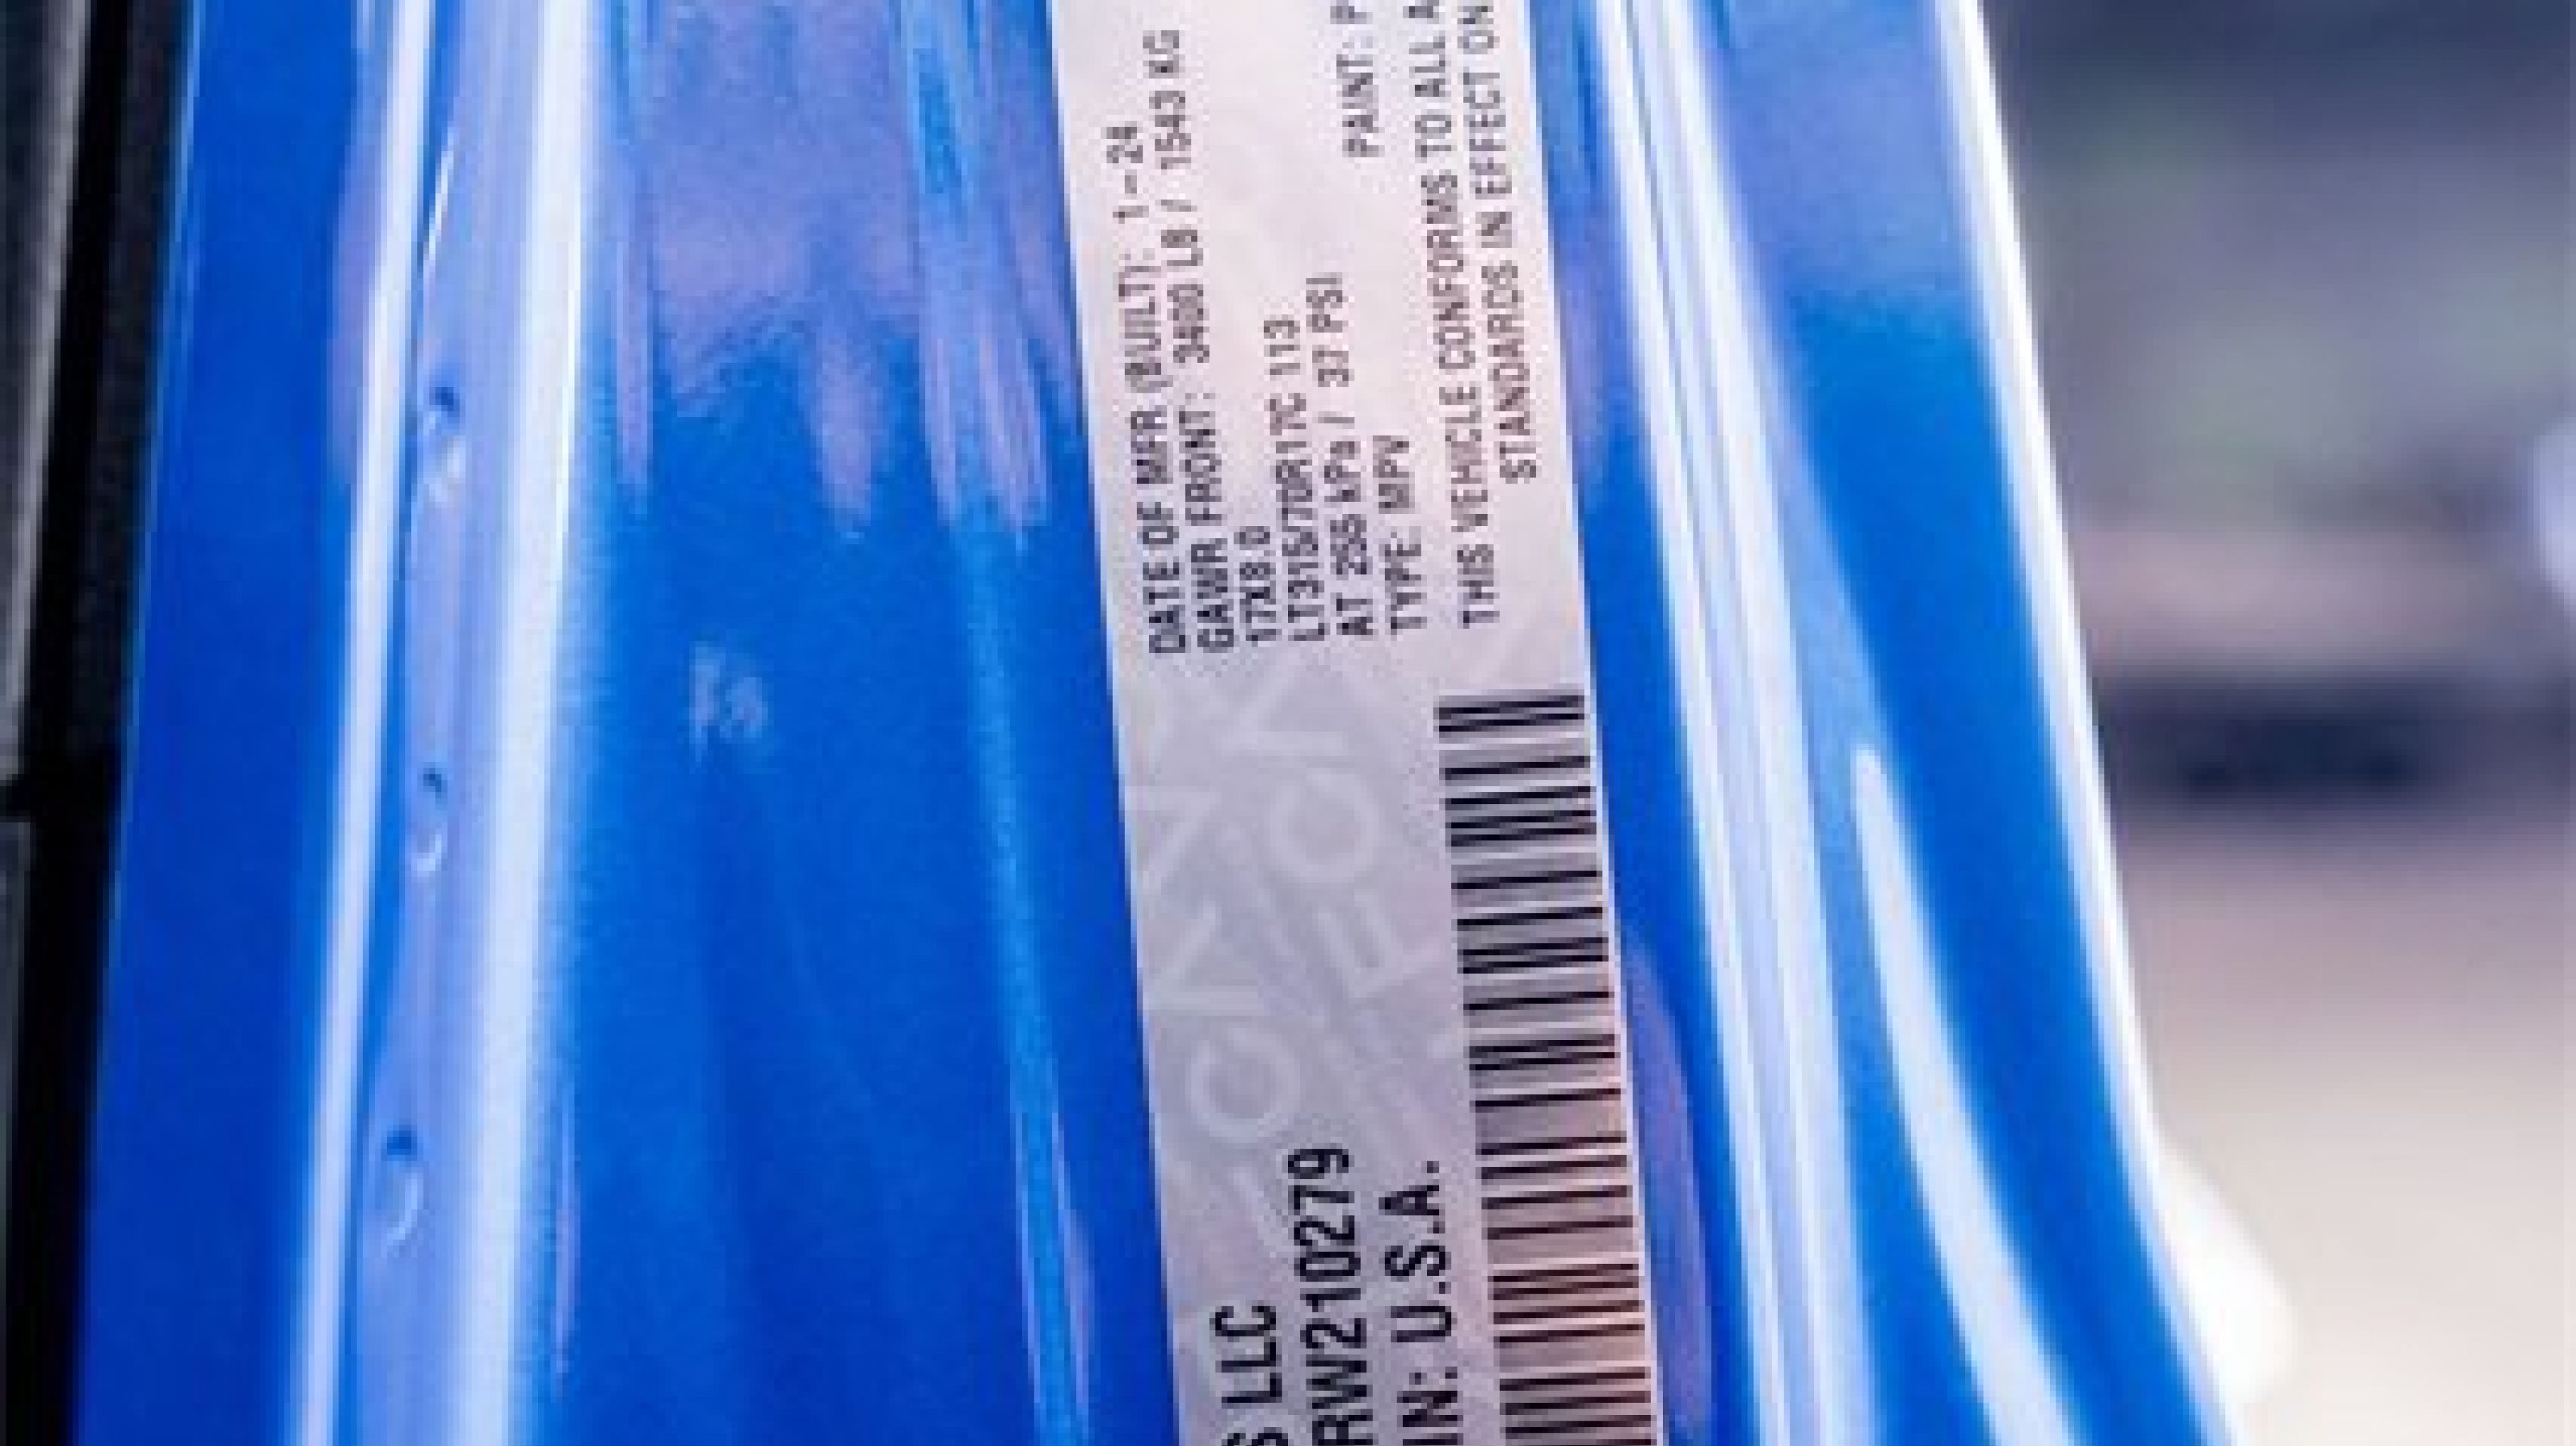 S LLC
RW210279
IN: U.S.A.
DATE OF MFR (BUILT): 1-24
GAWR FRONT: 3400 LB / 1543 KG
17X8.0
LT315/70R17C 113
AT 255 kPa / 37 PSI
TYPE: MPV
PAINT: P
THIS VEHICLE CONFORMS TO ALL A
STANDARDS IN EFFECT ON